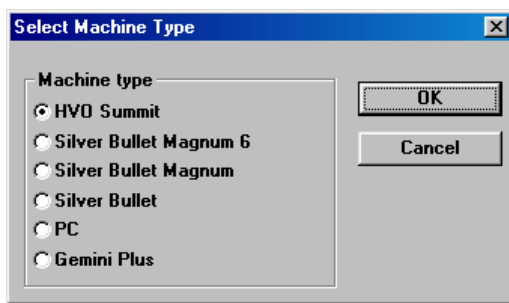 Select Machine Type
Machine type
HVO Summit
Silver Bullet Magnum 6
Silver Bullet Magnum
Silver Bullet
PC
Gemini Plus
OK
Cancel